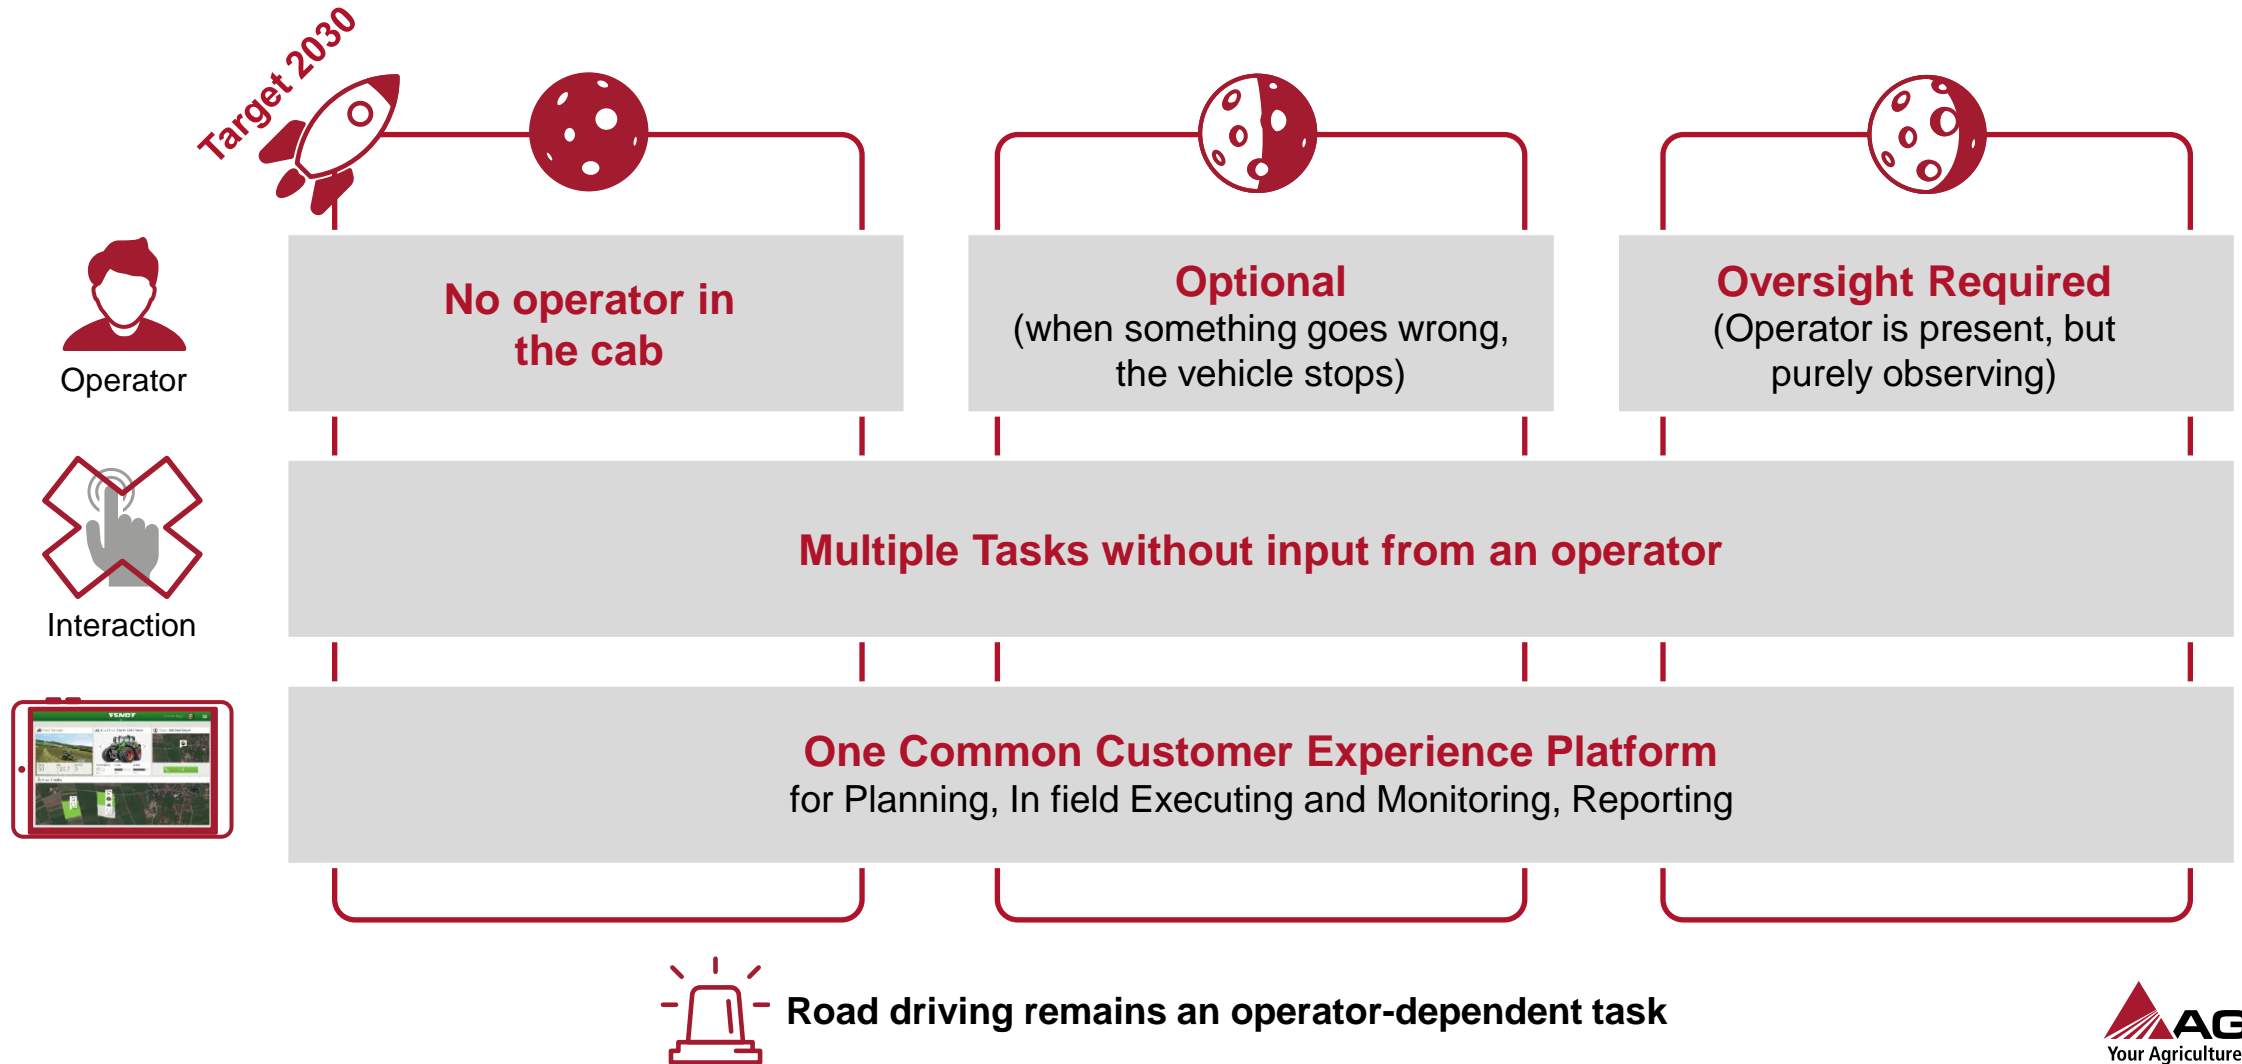 Target 2030
No operator in
the cab
Optional
(when something goes wrong,
the vehicle stops)
Oversight Required
(Operator is present, but
purely observing)
Operator
Multiple Tasks without input from an operator
Interaction
FENDT
One Common Customer Experience Platform
for Planning, In field Executing and Monitoring, Reporting
Road driving remains an operator-dependent task
AG
Your Agriculture